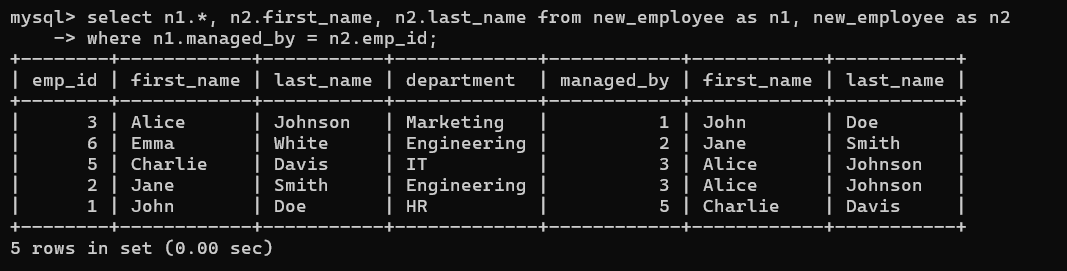 mysql> select n1.*, n2.first_name, n2.last_name from new_employee as n1, new_employee as n2
    -> where n1.managed_by = n2.emp_id;
+--------+------------+-----------+-------------+------------+------------+-----------+
| emp_id | first_name | last_name | department  | managed_by | first_name | last_name |
+--------+------------+-----------+-------------+------------+------------+-----------+
|      3 | Alice      | Johnson   | Marketing   |          1 | John       | Doe       |
|      6 | Emma       | White     | Engineering |          2 | Jane       | Smith     |
|      5 | Charlie    | Davis     | IT          |          3 | Alice      | Johnson   |
|      2 | Jane       | Smith     | Engineering |          3 | Alice      | Johnson   |
|      1 | John       | Doe       | HR          |          5 | Charlie    | Davis     |
+--------+------------+-----------+-------------+------------+------------+-----------+
5 rows in set (0.00 sec)